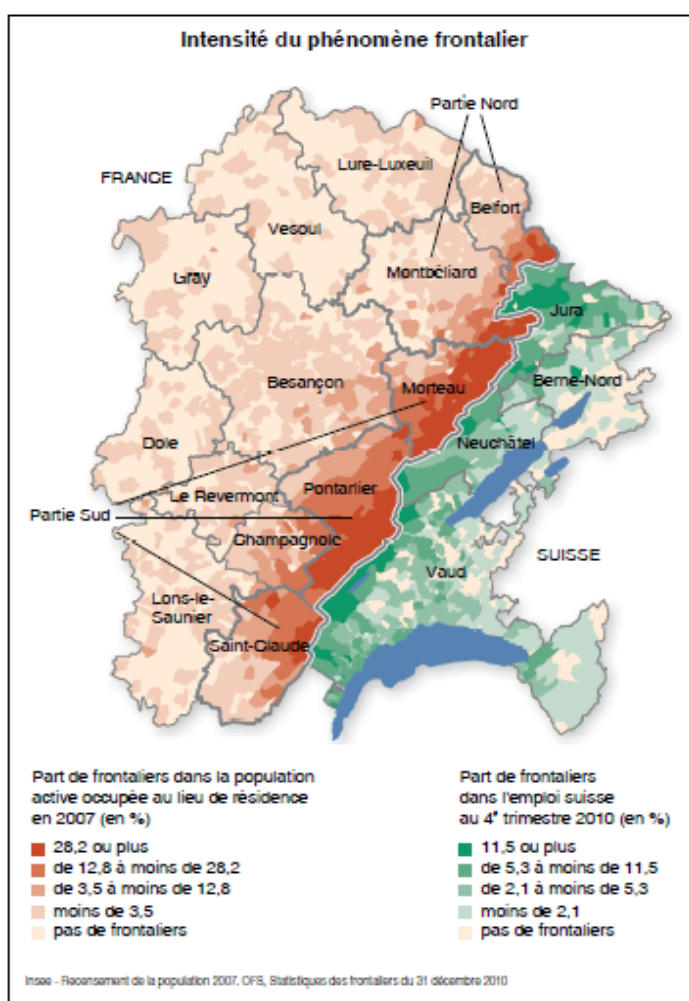 Intensité du phénomène frontalier
Partie Nord
FRANCE
Lure-Luxeuil
Belfort
Vesoul
Gray
Montbéliard
Jura
Besançon
Morteau
Berne-Nord
Dole
Neuchâtel
Le Revermont
Pontarlier
Partie Sud
Champagnole
SUISSE
Vaud
Lons-le-
Saunier
Saint-Claude
Part de frontaliers dans la population
active occupée au lieu de résidence
en 2007 (en %)
28,2 ou plus
de 12,8 à moins de 28,2
de 3,5 à moins de 12,8
moins de 3,5
pas de frontaliers
Part de frontaliers
dans l'emploi suisse
au 4e trimestre 2010 (en %)
11,5 ou plus
de 5,3 à moins de 11,5
de 2,1 à moins de 5,3
moins de 2,1
pas de frontaliers
Insee - Recensement de la population 2007. OFS, Statistiques des frontaliers du 31 décembre 2010